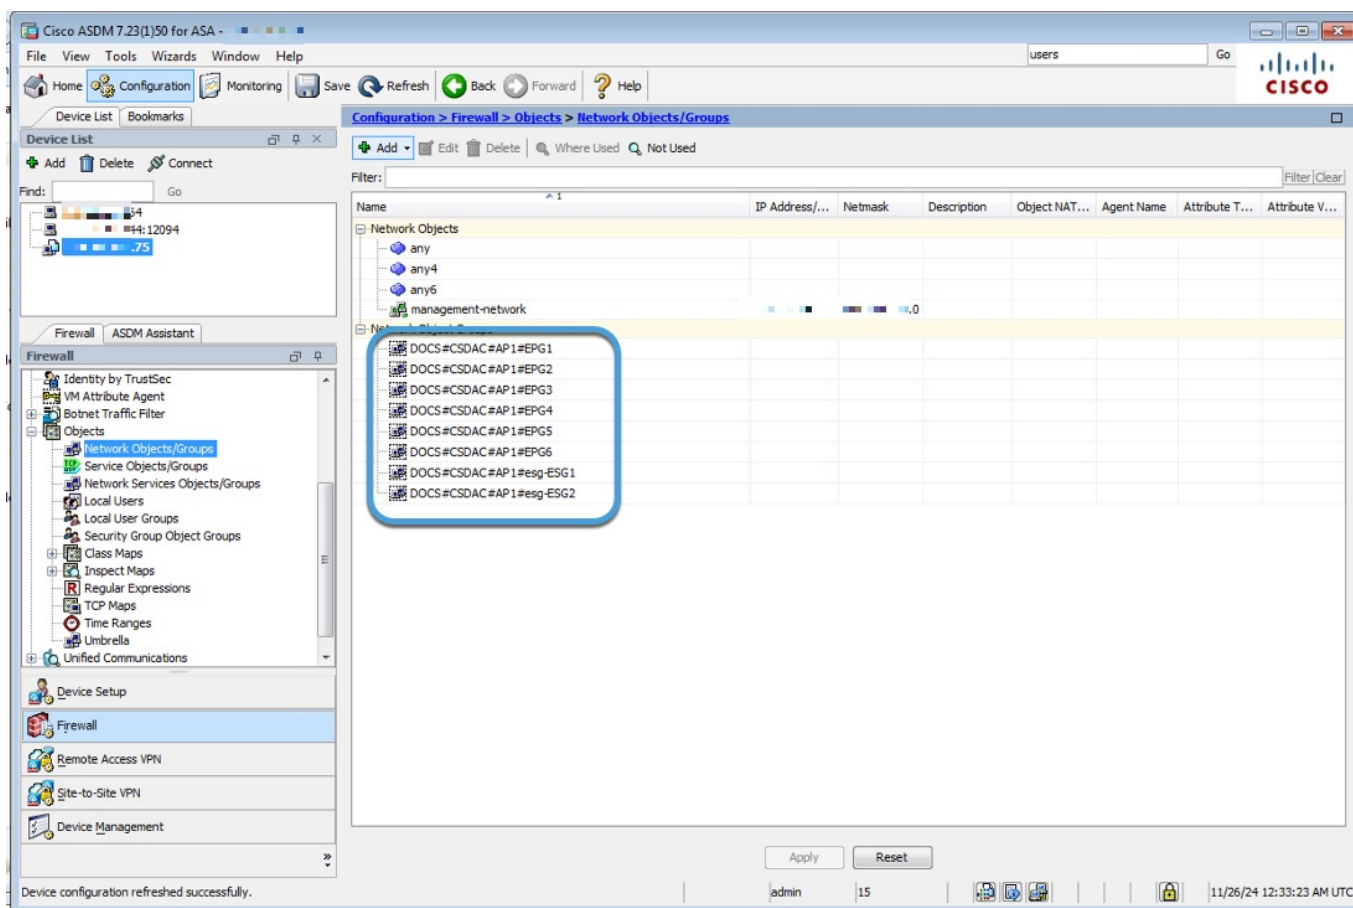 Cisco ASDM 7.23(1)50 for ASA -
File View Tools Wizards Window Help
users Go
Home Configuration Monitoring Save Refresh Back Forward Help
CISCO
Device List Bookmarks
Device List
Add Delete Connect
Find: Go
:12094
.75
Firewall ASDM Assistant
Firewall
Identity by TrustSec
VM Attribute Agent
Botnet Traffic Filter
Objects
Network Objects/Groups
Service Objects/Groups
Network Services Objects/Groups
Local Users
Local User Groups
Security Group Object Groups
Class Maps
Inspect Maps
Regular Expressions
TCP Maps
Time Ranges
Umbrella
Unified Communications
Device Setup
Firewall
Remote Access VPN
Site-to-Site VPN
Device Management
Configuration > Firewall > Objects > Network Objects/Groups
Add Edit Delete Where Used Not Used
Filter: Filter Clear
Name 1 IP Address/... Netmask Description Object NAT... Agent Name Attribute T... Attribute V...
Network Objects
any
any4
any6
management-network .0
Network Object Groups
DOCS#CSDAC#AP1#EPG1
DOCS#CSDAC#AP1#EPG2
DOCS#CSDAC#AP1#EPG3
DOCS#CSDAC#AP1#EPG4
DOCS#CSDAC#AP1#EPG5
DOCS#CSDAC#AP1#EPG6
DOCS#CSDAC#AP1#esg-ESG1
DOCS#CSDAC#AP1#esg-ESG2
Apply Reset
Device configuration refreshed successfully. admin 15 11/26/24 12:33:23 AM UTC